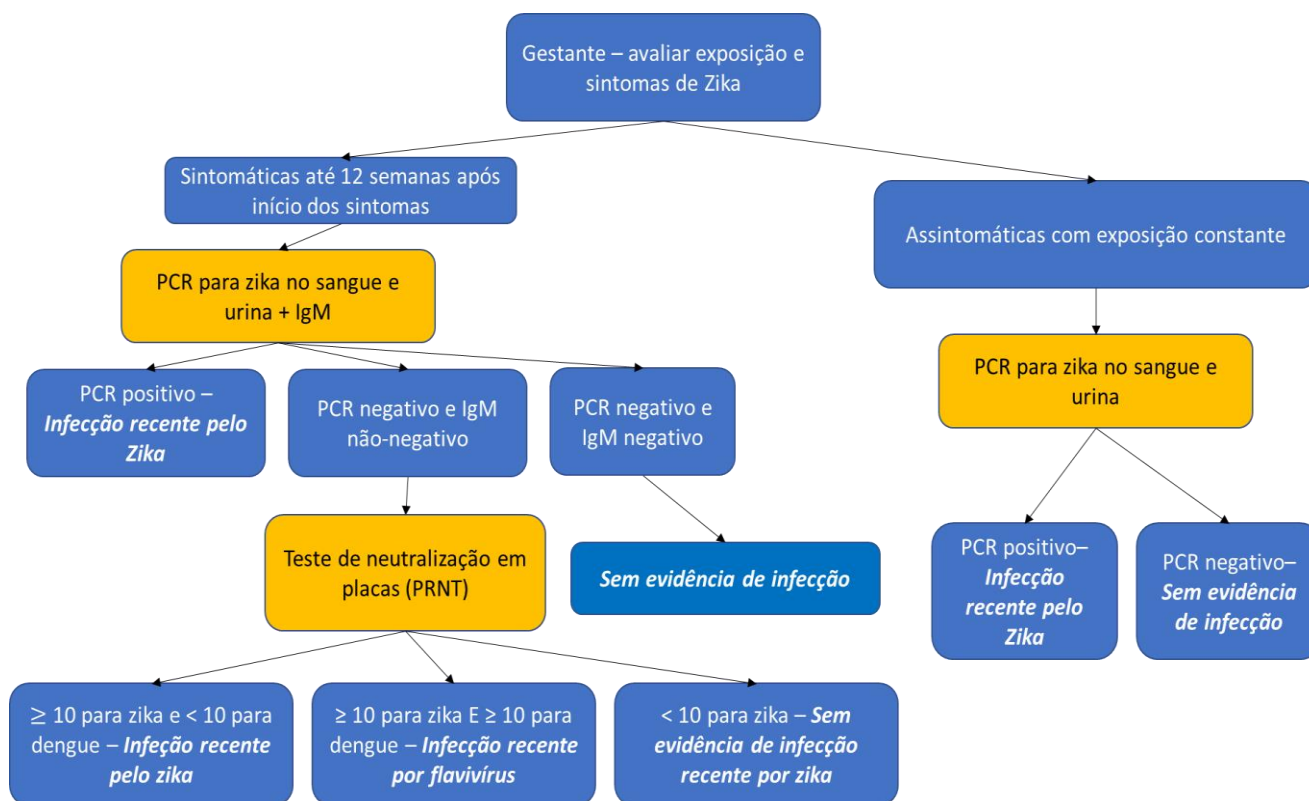 Gestante – avaliar exposição e
sintomas de Zika
Sintomáticas até 12 semanas após
início dos sintomas
Assintomáticas com exposição constante
PCR para zika no sangue e
urina + IgM
PCR para zika no sangue e
urina
PCR positivo –
Infecção recente pelo
Zika
PCR negativo e IgM
não-negativo
PCR negativo e
IgM negativo
Teste de neutralização em
placas (PRNT)
Sem evidência de infecção
PCR positivo–
Infecção
recente pelo
Zika
PCR negativo–
Sem evidência
de infecção
≥ 10 para zika e < 10 para
dengue – Infeção recente
pelo zika
≥ 10 para zika E ≥ 10 para
dengue – Infecção recente
por flavivírus
< 10 para zika – Sem
evidência de infecção
recente por zika